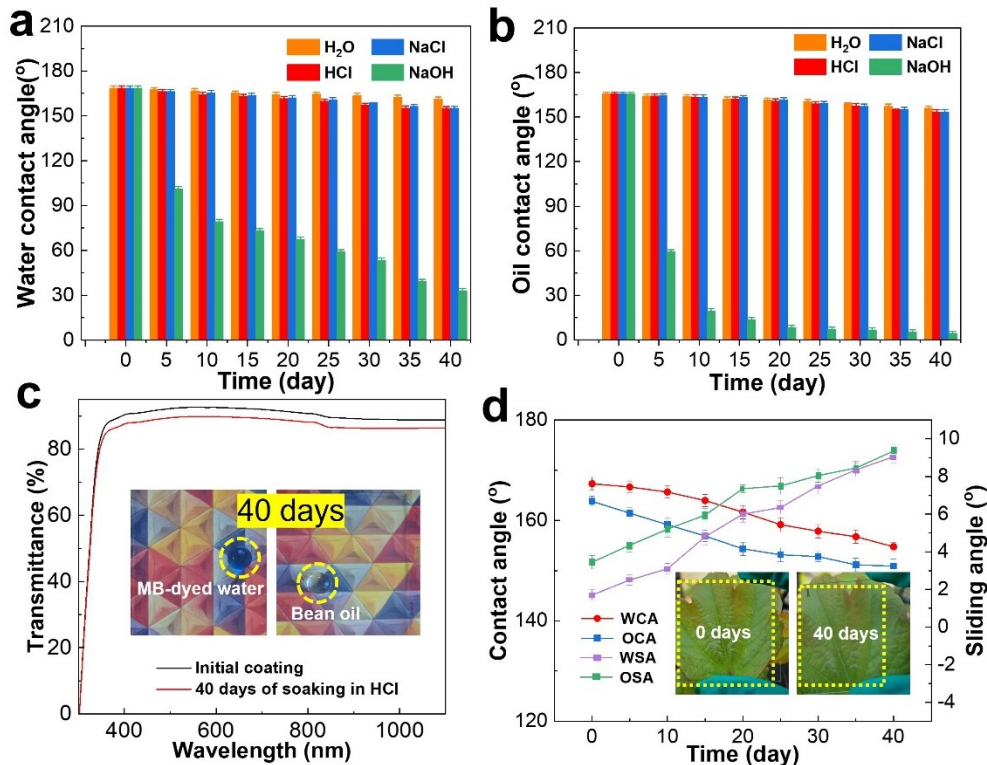 a
210
180
150
120
90
60
30
0
Water contact angle(º)
H₂O
NaCl
HCl
NaOH
0 5 10 15 20 25 30 35 40
Time (day)
b
210
180
150
120
90
60
30
0
Oil contact angle (º)
H₂O
NaCl
HCl
NaOH
0 5 10 15 20 25 30 35 40
Time (day)
c
80
60
40
20
0
Transmittance (%)
40 days
MB-dyed water
Bean oil
Initial coating
40 days of soaking in HCl
400 600 800 1000
Wavelength (nm)
d
180
160
140
120
Contact angle (º)
10
8
6
4
2
0
-2
-4
Sliding angle (º)
WCA
OCA
WSA
OSA
0 days
40 days
0 10 20 30 40
Time (day)